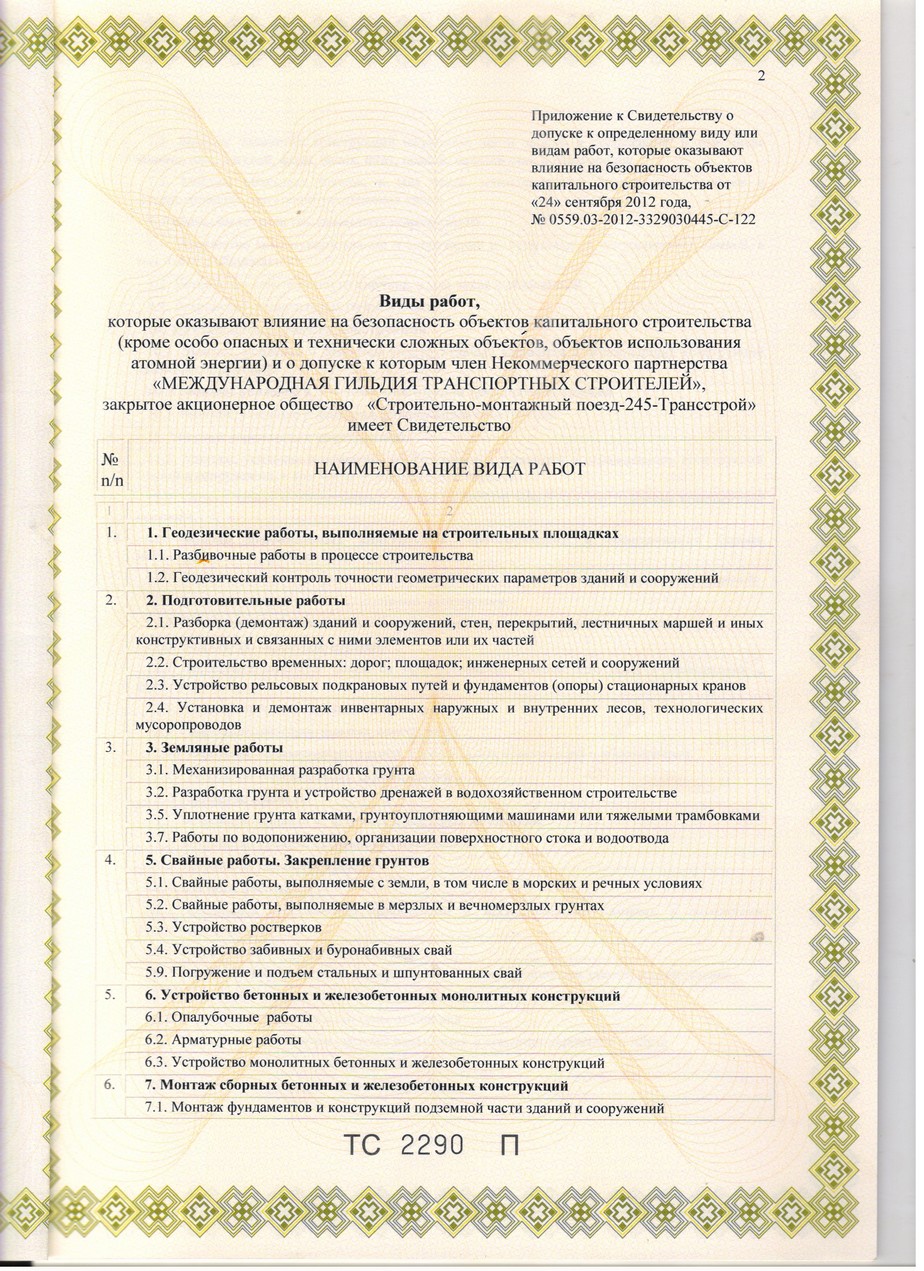 2
Приложение к Свидетельству о
допуске к определенному виду или
видам работ, которые оказывают
влияние на безопасность объектов
капитального строительства от
«24» сентября 2012 года,
№ 0559.03-2012-3329030445-С-122
Виды работ,
которые оказывают влияние на безопасность объектов капитального строительства
(кроме особо опасных и технически сложных объектов, объектов использования
атомной энергии) и о допуске к которым член Некоммерческого партнерства
«МЕЖДУНАРОДНАЯ ГИЛЬДИЯ ТРАНСПОРТНЫХ СТРОИТЕЛЕЙ»,
закрытое акционерное общество «Строительно-монтажный поезд-245-Трансстрой»
имеет Свидетельство
№
п/п
НАИМЕНОВАНИЕ ВИДА РАБОТ
1 2
1. 1. Геодезические работы, выполняемые на строительных площадках
1.1. Разбивочные работы в процессе строительства
1.2. Геодезический контроль точности геометрических параметров зданий и сооружений
2. 2. Подготовительные работы
2.1. Разборка (демонтаж) зданий и сооружений, стен, перекрытий, лестничных маршей и иных
конструктивных и связанных с ними элементов или их частей
2.2. Строительство временных: дорог; площадок; инженерных сетей и сооружений
2.3. Устройство рельсовых подкрановых путей и фундаментов (опоры) стационарных кранов
2.4. Установка и демонтаж инвентарных наружных и внутренних лесов, технологических
мусоропроводов
3. 3. Земляные работы
3.1. Механизированная разработка грунта
3.2. Разработка грунта и устройство дренажей в водохозяйственном строительстве
3.5. Уплотнение грунта катками, грунтоуплотняющими машинами или тяжелыми трамбовками
3.7. Работы по водопонижению, организации поверхностного стока и водоотвода
4. 5. Свайные работы. Закрепление грунтов
5.1. Свайные работы, выполняемые с земли, в том числе в морских и речных условиях
5.2. Свайные работы, выполняемые в мерзлых и вечномерзлых грунтах
5.3. Устройство ростверков
5.4. Устройство забивных и буронабивных свай
5.9. Погружение и подъем стальных и шпунтованных свай
5. 6. Устройство бетонных и железобетонных монолитных конструкций
6.1. Опалубочные работы
6.2. Арматурные работы
6.3. Устройство монолитных бетонных и железобетонных конструкций
6. 7. Монтаж сборных бетонных и железобетонных конструкций
7.1. Монтаж фундаментов и конструкций подземной части зданий и сооружений
ТС 2290 П